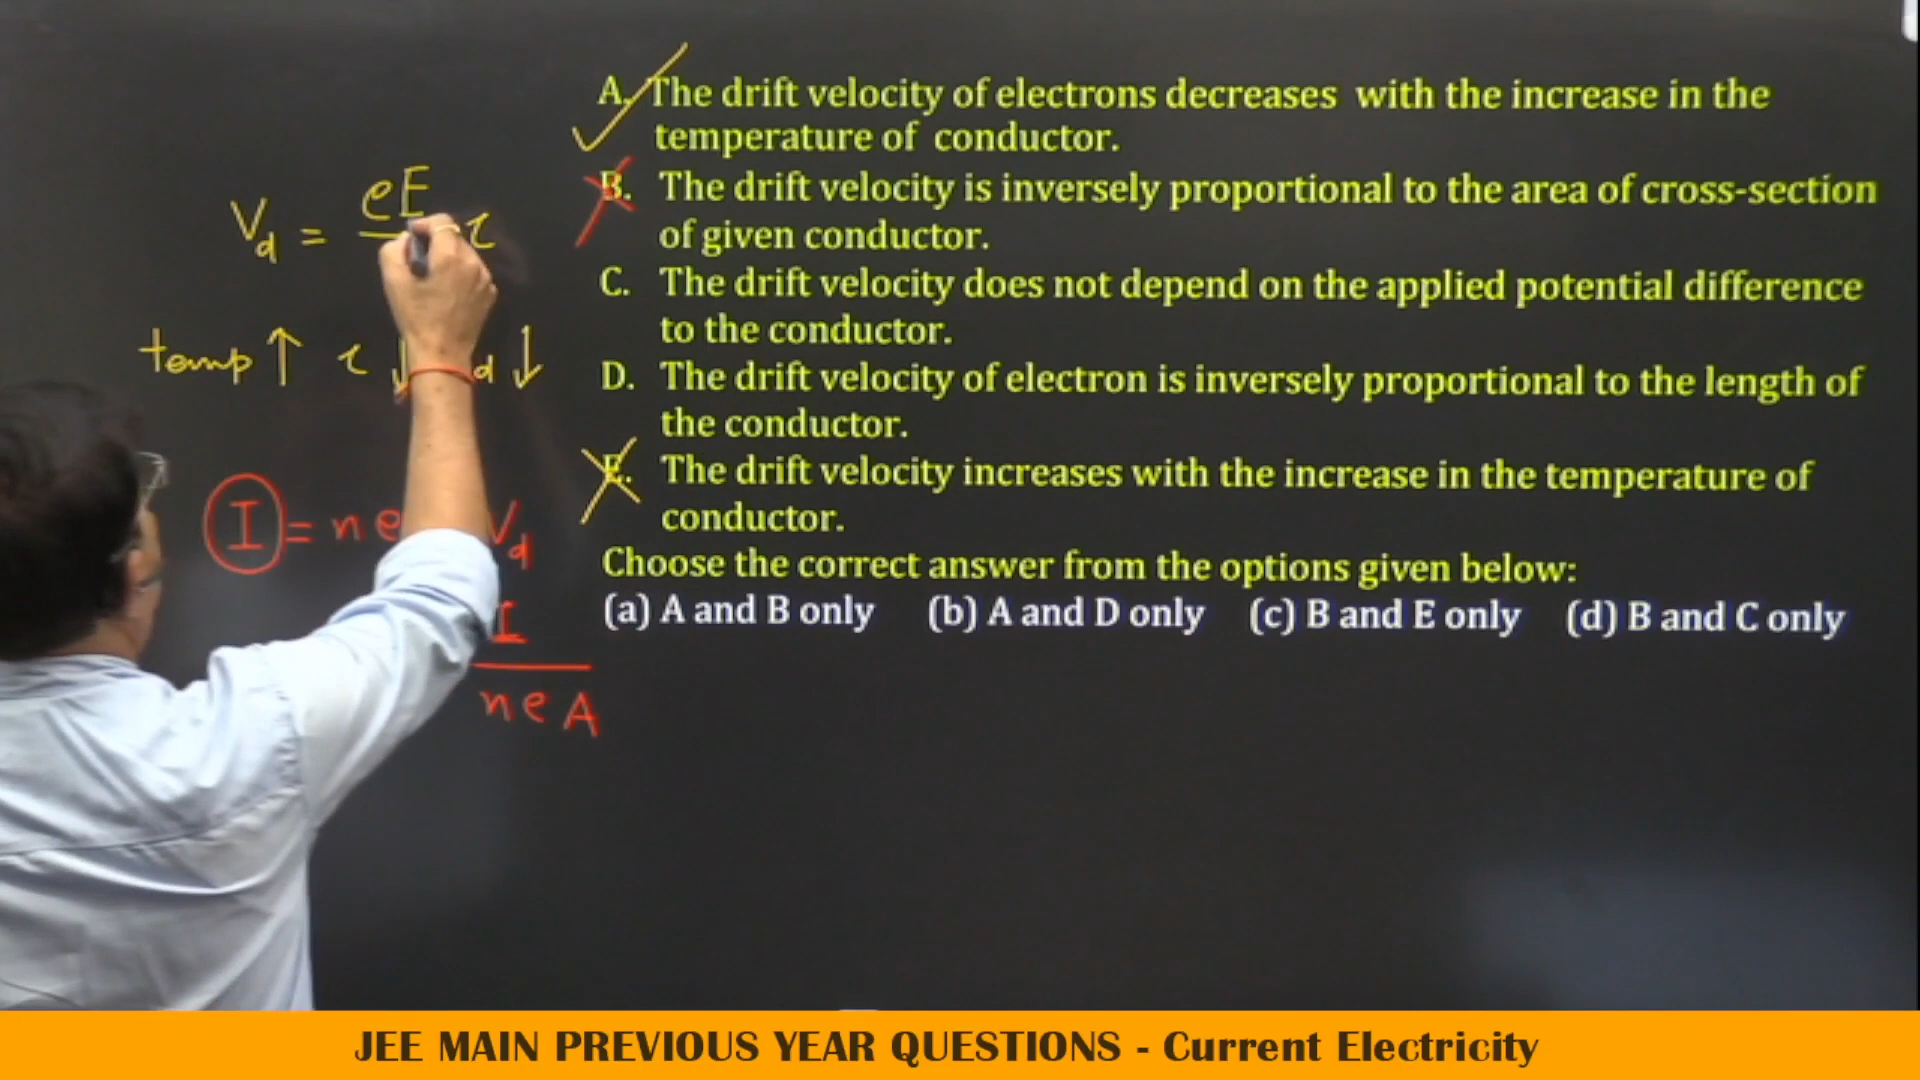 A. The drift velocity of electrons decreases with the increase in the
temperature of conductor.
B. The drift velocity is inversely proportional to the area of cross-section
of given conductor.
C. The drift velocity does not depend on the applied potential difference
to the conductor.
D. The drift velocity of electron is inversely proportional to the length of
the conductor.
E. The drift velocity increases with the increase in the temperature of
conductor.
Choose the correct answer from the options given below:
(a) A and B only (b) A and D only (c) B and E only (d) B and C only
eE
Vd = τ
temp ↑ τ ↓ d ↓
I = ne Vd
I
neA
JEE MAIN PREVIOUS YEAR QUESTIONS - Current Electricity